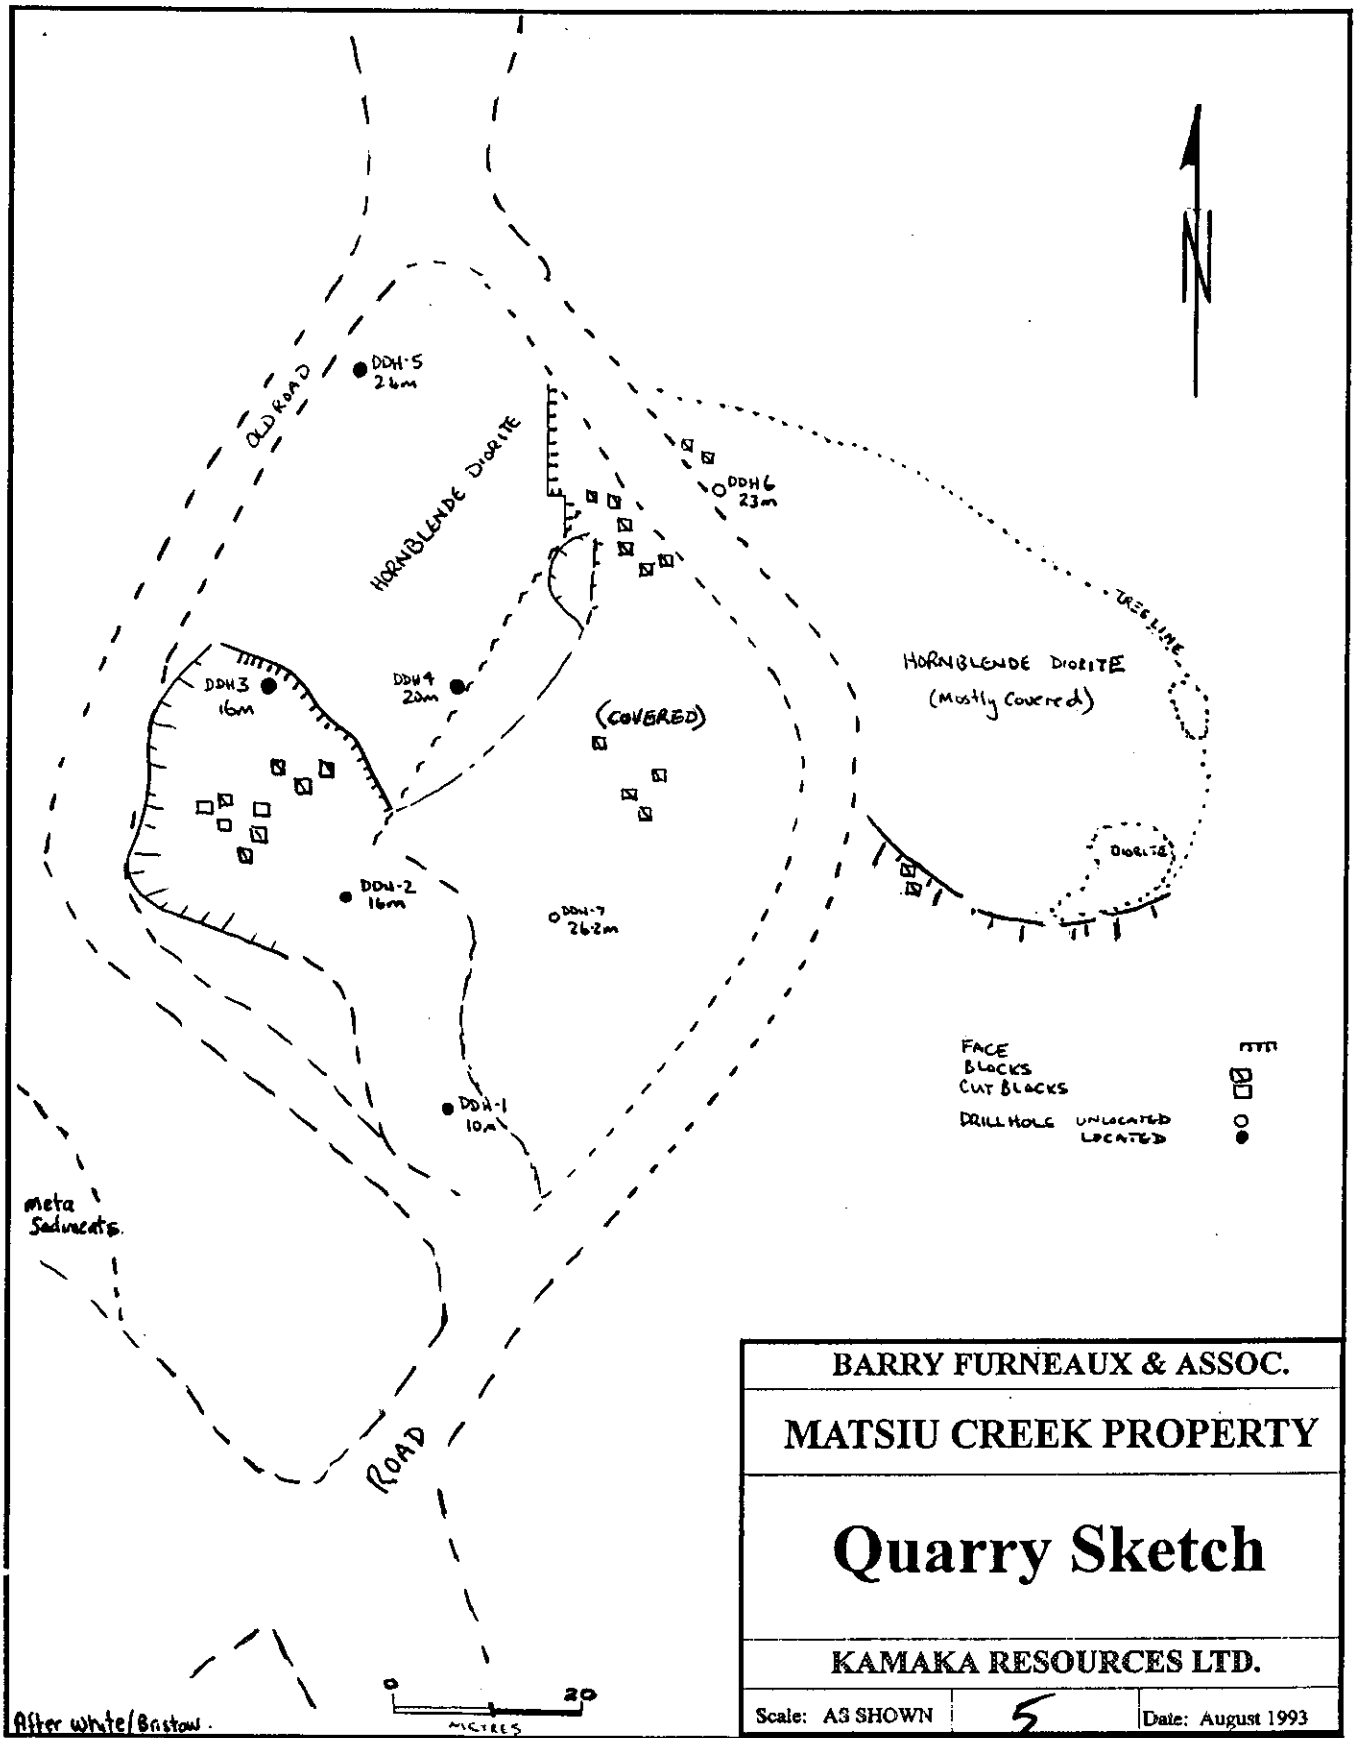 N
DDH-5
24m
OLD ROAD
HORNBLENDE DIORITE
DDH6
23m
TREELINE
HORNBLENDE DIORITE
(Mostly Covered)
DDH3
16m
DDH4
20m
(COVERED)
DIORITE
DDH-2
16m
DDH-7
26.2m
FACE
BLOCKS
CUT BLOCKS
DRILLHOLE UNLOCATED
LOCATED
DDH-1
10m
meta
Sediments.
ROAD
BARRY FURNEAUX & ASSOC.
MATSIU CREEK PROPERTY
Quarry Sketch
KAMAKA RESOURCES LTD.
Scale: AS SHOWN
5
Date: August 1993
0 20
METRES
After White/Bristow.